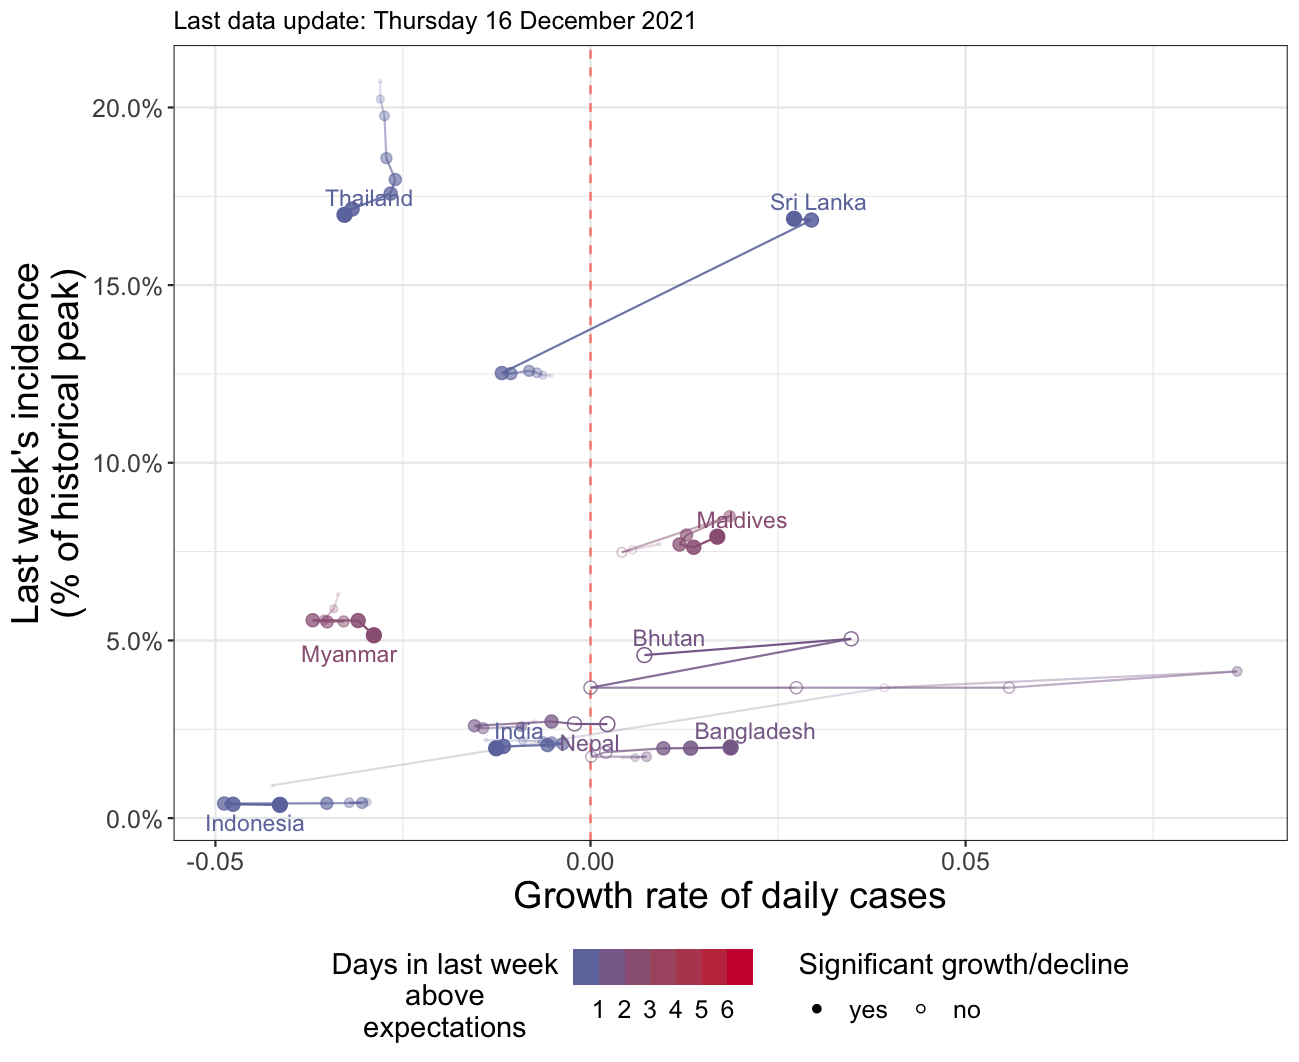 Last data update: Thursday 16 December 2021
Last week's incidence
(% of historical peak)
20.0%
15.0%
10.0%
5.0%
0.0%
Thailand
Sri Lanka
Maldives
Myanmar
Bhutan
India
Nepal
Bangladesh
Indonesia
-0.05
0.00
0.05
Growth rate of daily cases
Days in last week
above
expectations
1 2 3 4 5 6
Significant growth/decline
yes no